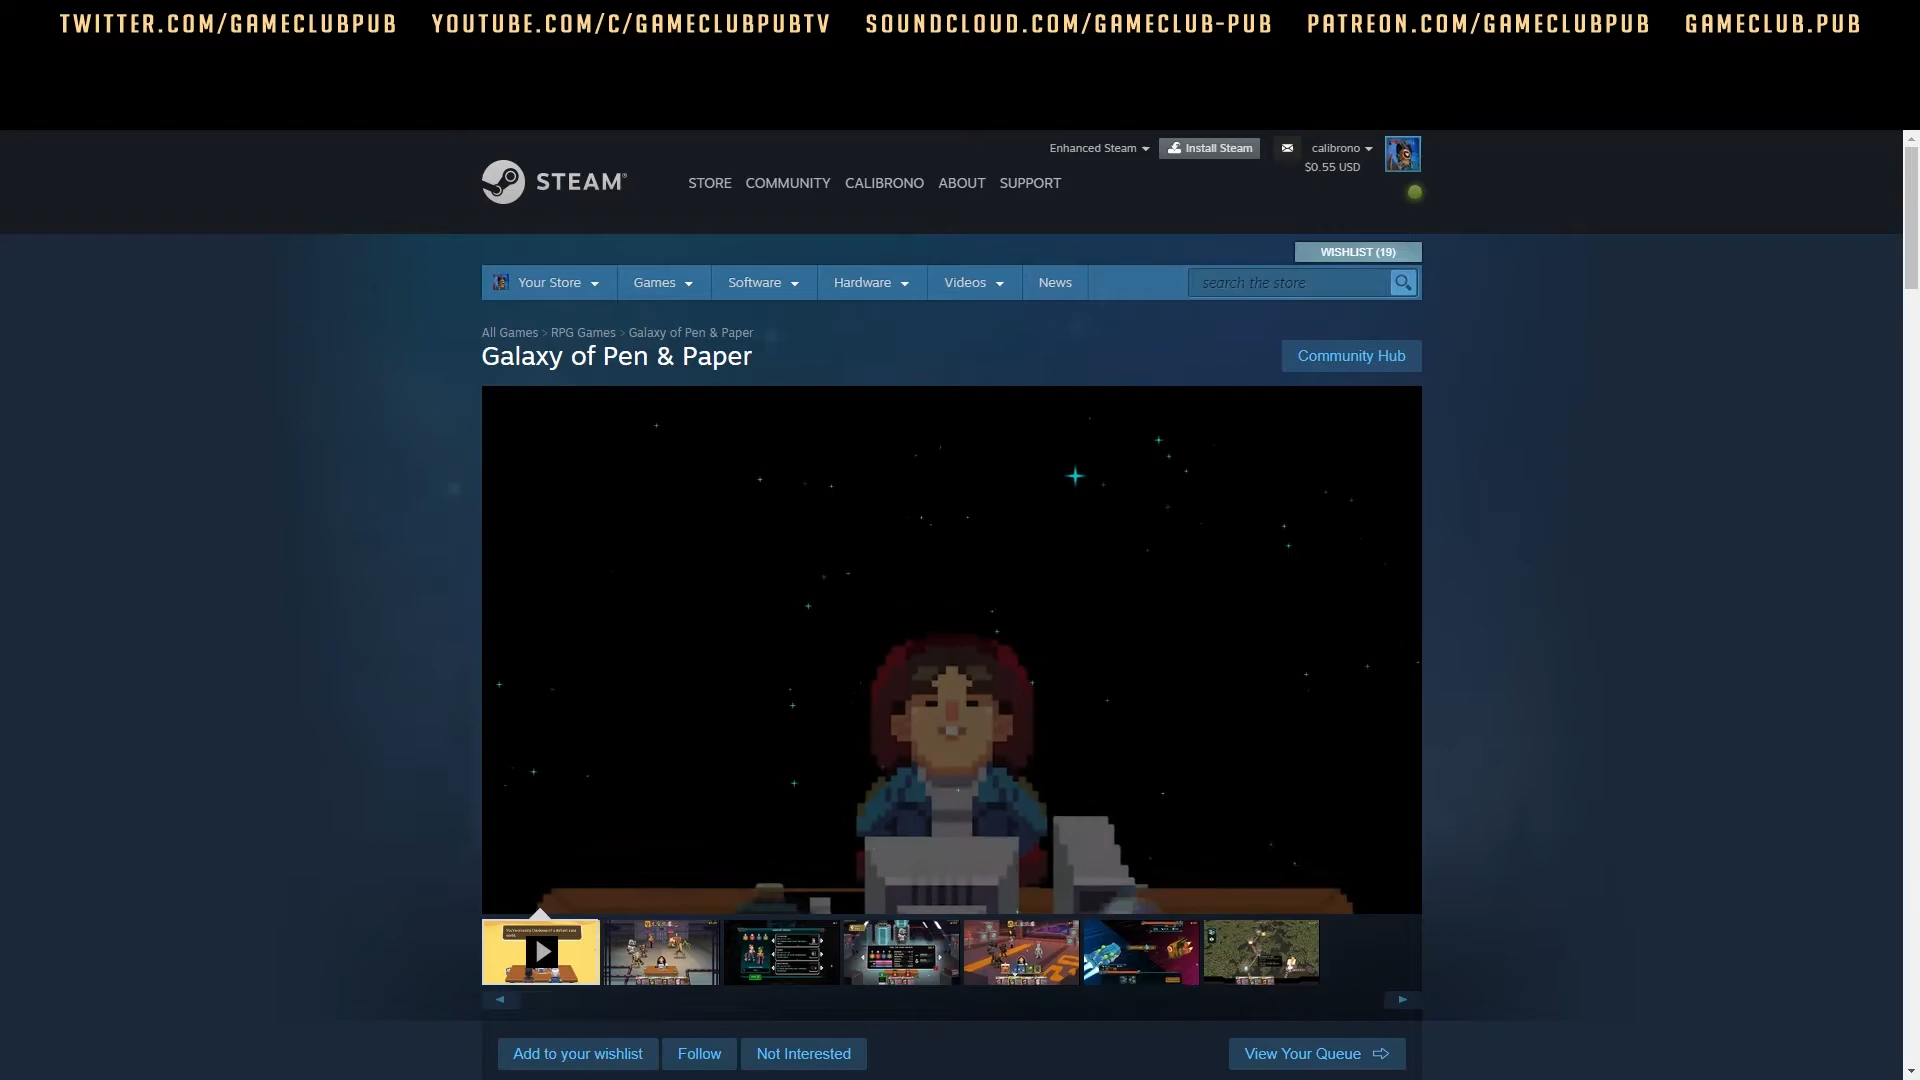 TWITTER.COM/GAMECLUBPUB YOUTUBE.COM/C/GAMECLUBPUBTV SOUNDCLOUD.COM/GAMECLUB-PUB PATREON.COM/GAMECLUBPUB GAMECLUB.PUB
Enhanced Steam Install Steam calibrono
$0.55 USD
STEAM®
STORE COMMUNITY CALIBRONO ABOUT SUPPORT
WISHLIST (19)
Your Store Games Software Hardware Videos News search the store
All Games > RPG Games > Galaxy of Pen & Paper
Galaxy of Pen & Paper
Community Hub
Add to your wishlist Follow Not Interested View Your Queue